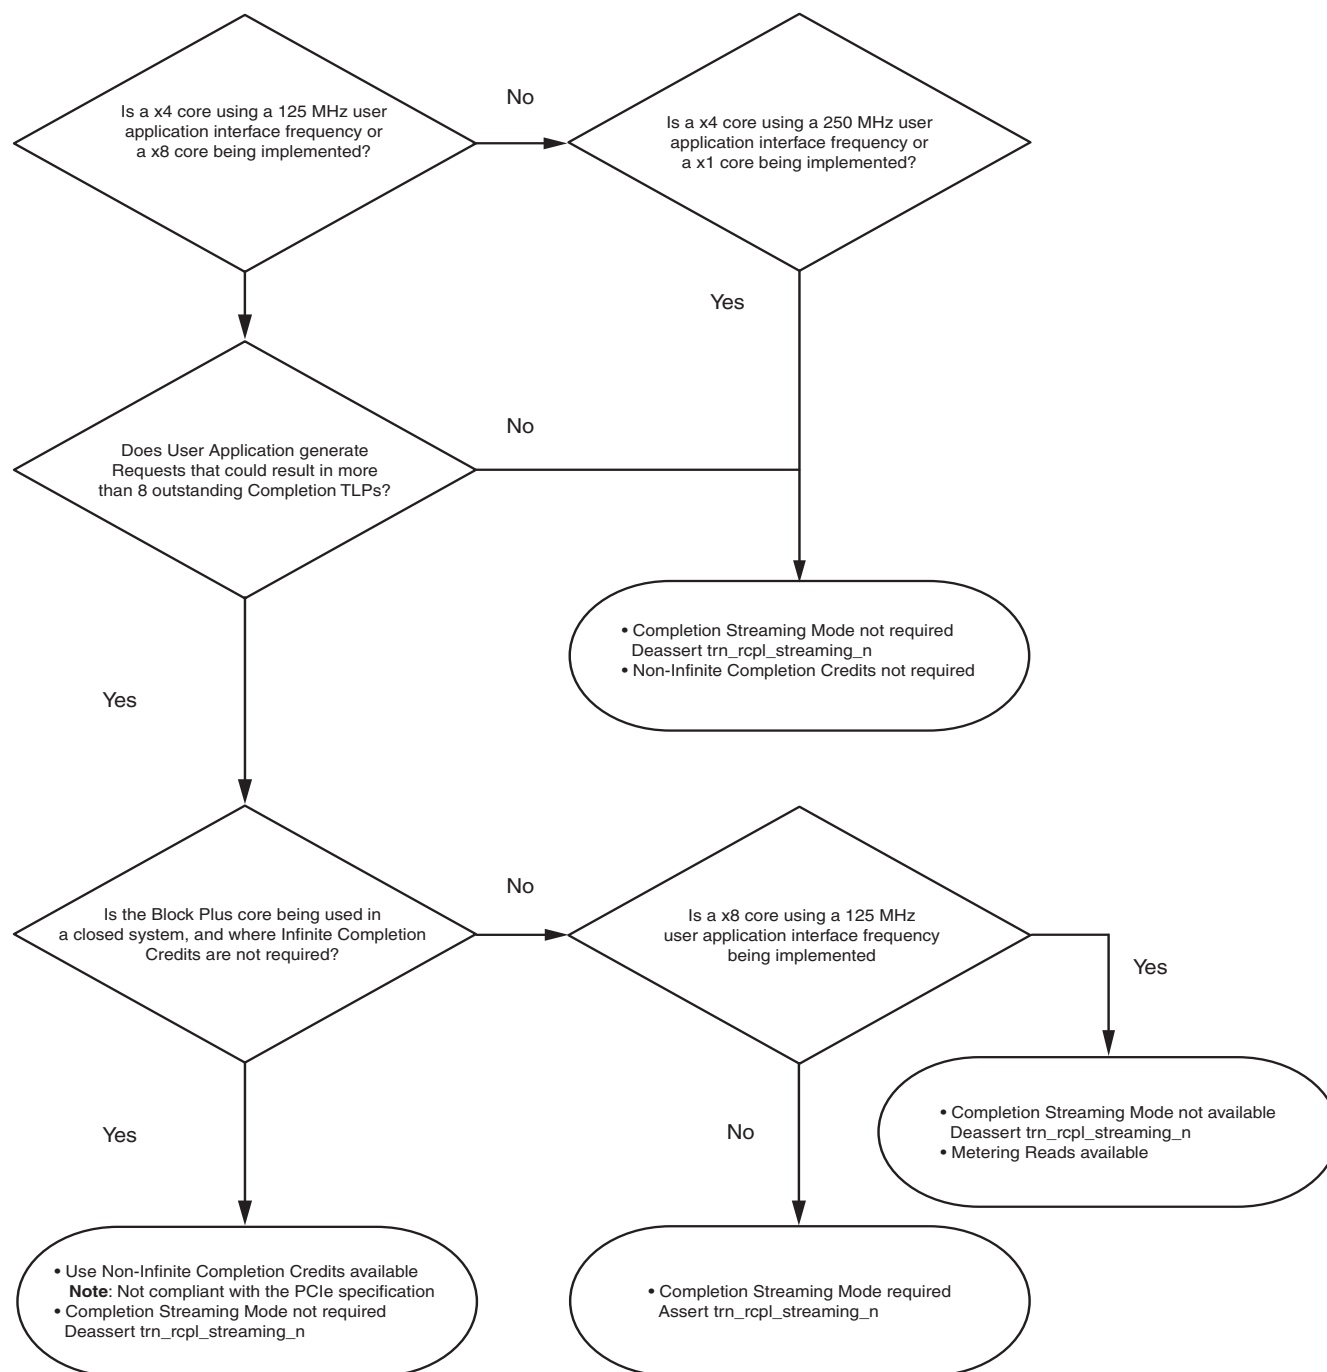 Is a x4 core using a 125 MHz user
application interface frequency or
a x8 core being implemented?
No
Is a x4 core using a 250 MHz user
application interface frequency or
a x1 core being implemented?
Yes
Does User Application generate
Requests that could result in more
than 8 outstanding Completion TLPs?
No
• Completion Streaming Mode not required
Deassert trn_rcpl_streaming_n
• Non-Infinite Completion Credits not required
Yes
Is the Block Plus core being used in
a closed system, and where Infinite Completion
Credits are not required?
No
Is a x8 core using a 125 MHz
user application interface frequency
being implemented
Yes
• Completion Streaming Mode not available
Deassert trn_rcpl_streaming_n
• Metering Reads available
Yes
No
• Use Non-Infinite Completion Credits available
Note: Not compliant with the PCIe specification
• Completion Streaming Mode not required
Deassert trn_rcpl_streaming_n
• Completion Streaming Mode required
Assert trn_rcpl_streaming_n